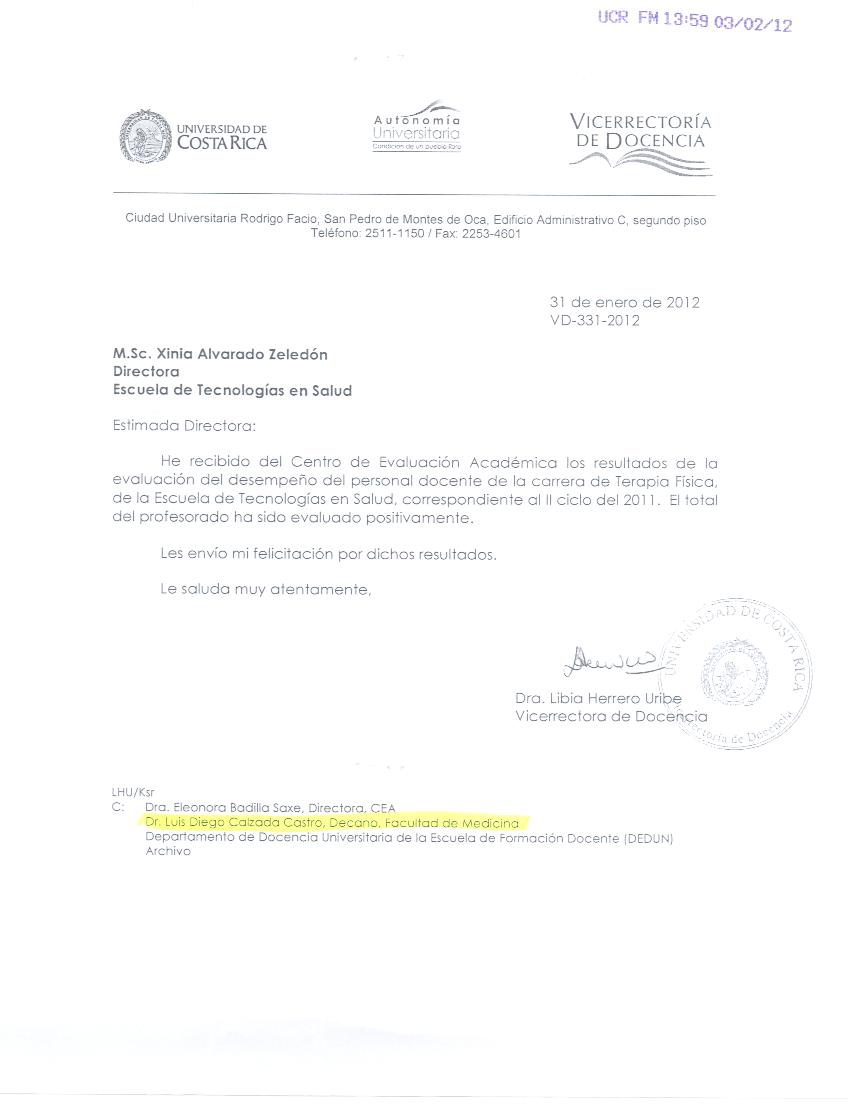 UCR FM 13:59 03/02/12
UNIVERSIDAD DE
COSTA RICA
Autonomía
Universitaria
Condición de un pueblo libre
VICERRECTORÍA
DE DOCENCIA
Ciudad Universitaria Rodrigo Facio, San Pedro de Montes de Oca, Edificio Administrativo C, segundo piso
Teléfono: 2511-1150 / Fax: 2253-4601
31 de enero de 2012
VD-331-2012
M.Sc. Xinia Alvarado Zeledón
Directora
Escuela de Tecnologías en Salud
Estimada Directora:
He recibido del Centro de Evaluación Académica los resultados de la
evaluación del desempeño del personal docente de la carrera de Terapia Física,
de la Escuela de Tecnologías en Salud, correspondiente al II ciclo del 2011. El total
del profesorado ha sido evaluado positivamente.
Les envío mi felicitación por dichos resultados.
Le saluda muy atentamente,
UNIVERSIDAD DE COSTA RICA
Vicerrectoría de Docencia
Dra. Libia Herrero Uribe
Vicerrectora de Docencia
LHU/Ksr
C: Dra. Eleonora Badilla Saxe, Directora, CEA
Dr. Luis Diego Calzada Castro, Decano, Facultad de Medicina
Departamento de Docencia Universitaria de la Escuela de Formación Docente (DEDUN)
Archivo